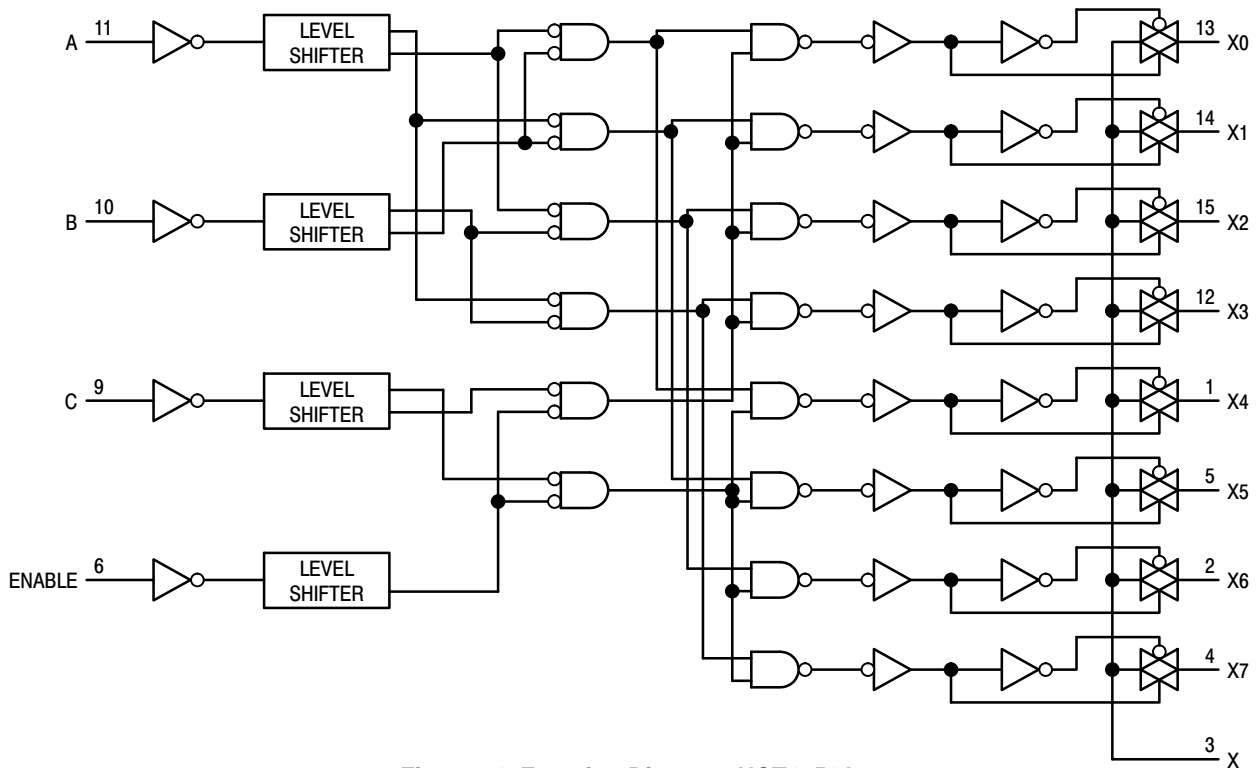 A 11
LEVEL
SHIFTER
13 X0
14 X1
B 10
LEVEL
SHIFTER
15 X2
12 X3
C 9
LEVEL
SHIFTER
1 X4
5 X5
ENABLE 6
LEVEL
SHIFTER
2 X6
4 X7
3 X